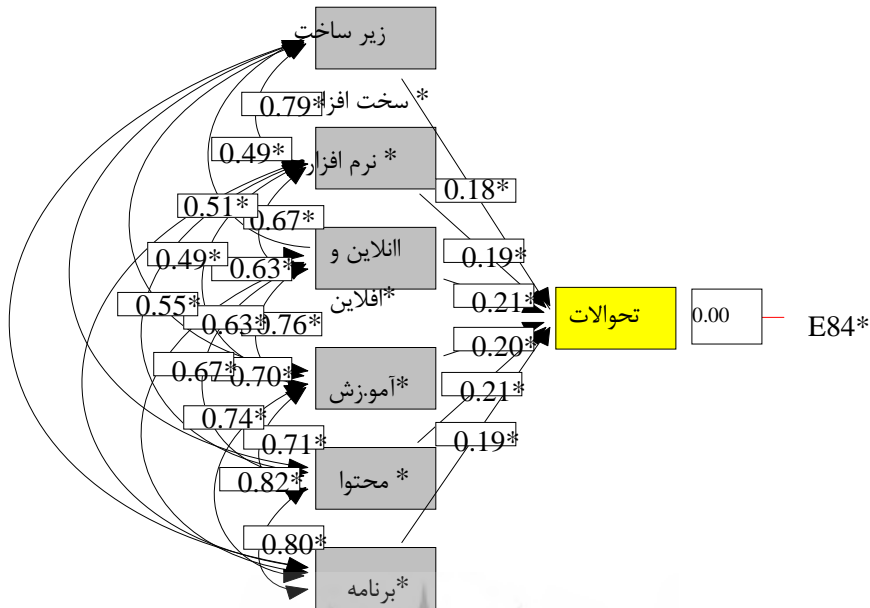 زیر ساخت
سخت افزا*
0.79*
نرم افزار*
0.49*
0.18*
0.51*
0.67*
اانلاین و
0.49*
0.63*
0.19*
افلاین*
0.55*
0.63*
0.76*
0.21*
تحوالات
0.00
E84*
0.20*
0.67*
0.70*
آموزش*
0.21*
0.74*
0.71*
0.19*
0.82*
محتوا*
0.80*
برنامه*